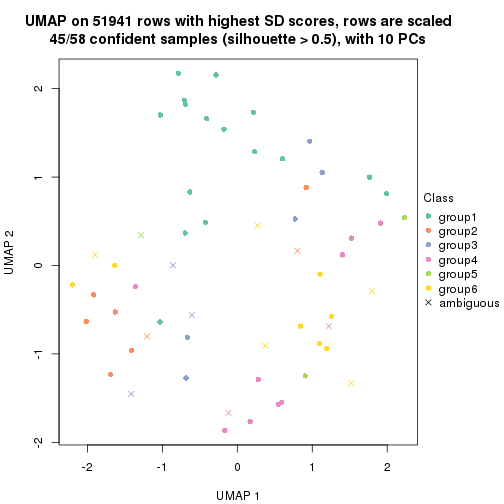 UMAP on 51941 rows with highest SD scores, rows are scaled
45/58 confident samples (silhouette > 0.5), with 10 PCs
2
1
0
-1
-2
UMAP 2
-2
-1
0
1
2
UMAP 1
Class
group1
group2
group3
group4
group5
group6
ambiguous